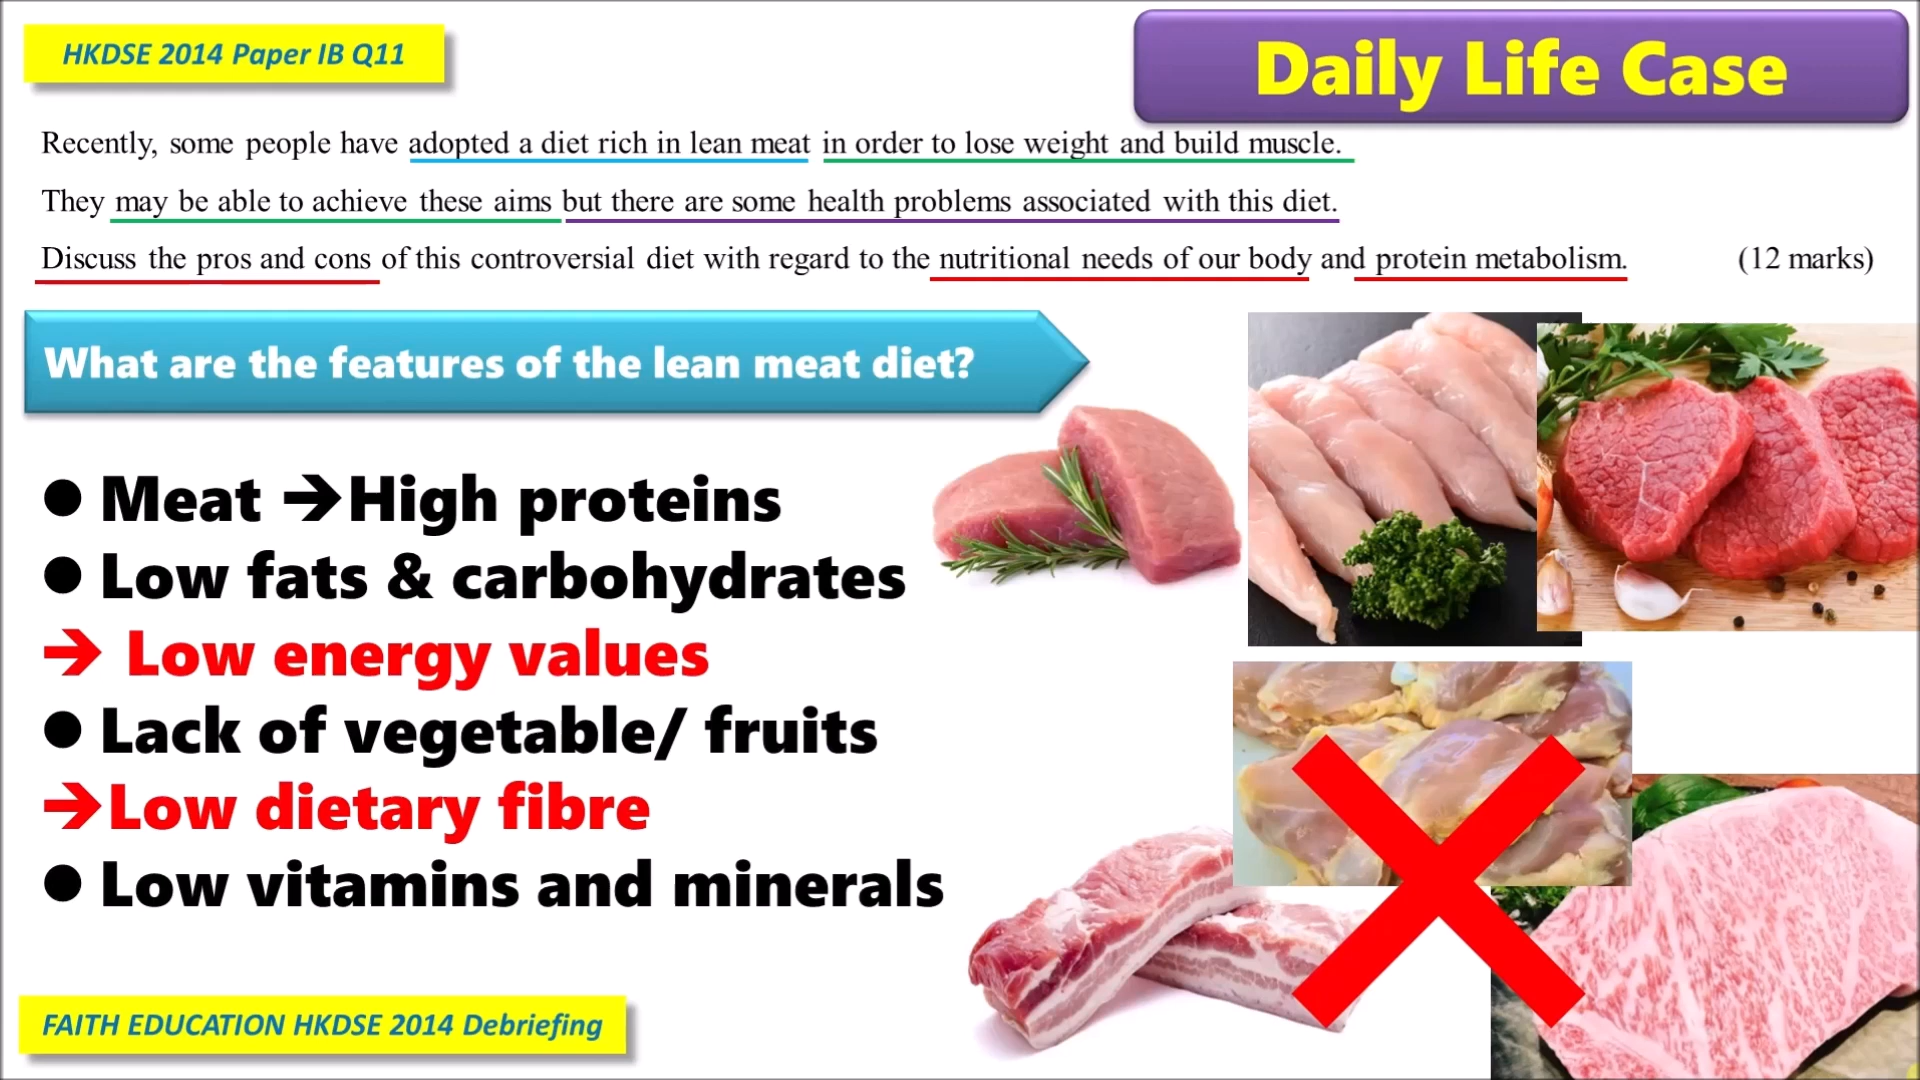 HKDSE 2014 Paper IB Q11
Daily Life Case
Recently, some people have adopted a diet rich in lean meat in order to lose weight and build muscle.
They may be able to achieve these aims but there are some health problems associated with this diet.
Discuss the pros and cons of this controversial diet with regard to the nutritional needs of our body and protein metabolism. (12 marks)
What are the features of the lean meat diet?
● Meat ➔High proteins
● Low fats & carbohydrates
➔ Low energy values
● Lack of vegetable/ fruits
➔Low dietary fibre
● Low vitamins and minerals
FAITH EDUCATION HKDSE 2014 Debriefing